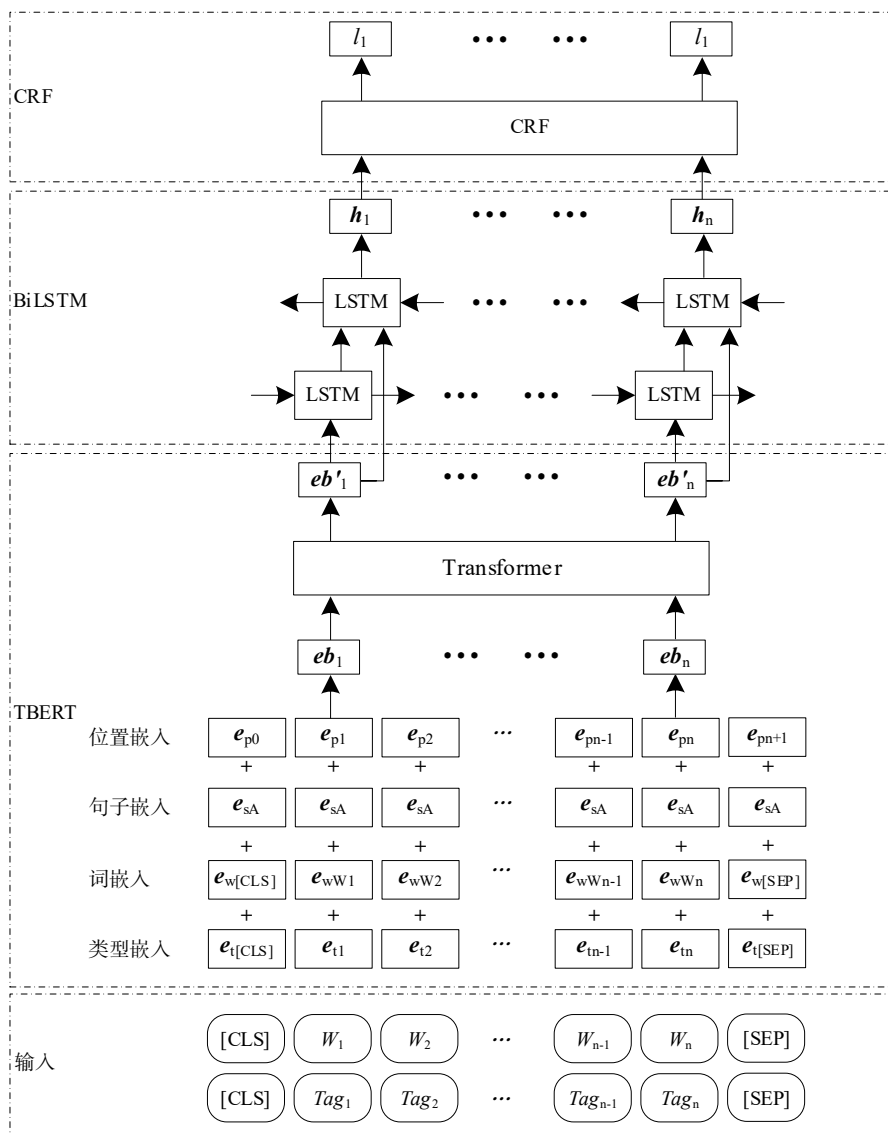 l1 ••• ••• l1
CRF
CRF
h1 ••• ••• hn
BiLSTM
LSTM ••• ••• LSTM
LSTM ••• ••• LSTM
eb'1 ••• ••• eb'n
Transformer
eb1 ••• ••• ebn
TBERT
位置嵌入 ep0 ep1 ep2 ... epn-1 epn epn+1
+ + + + + +
句子嵌入 esA esA esA ... esA esA esA
+ + + + + +
词嵌入 ew[CLS] ewW1 ewW2 ... ewWn-1 ewWn ew[SEP]
+ + + + + +
类型嵌入 et[CLS] et1 et2 ... etn-1 etn et[SEP]
输入
[CLS] W1 W2 ... Wn-1 Wn [SEP]
[CLS] Tag1 Tag2 ... Tagn-1 Tagn [SEP]